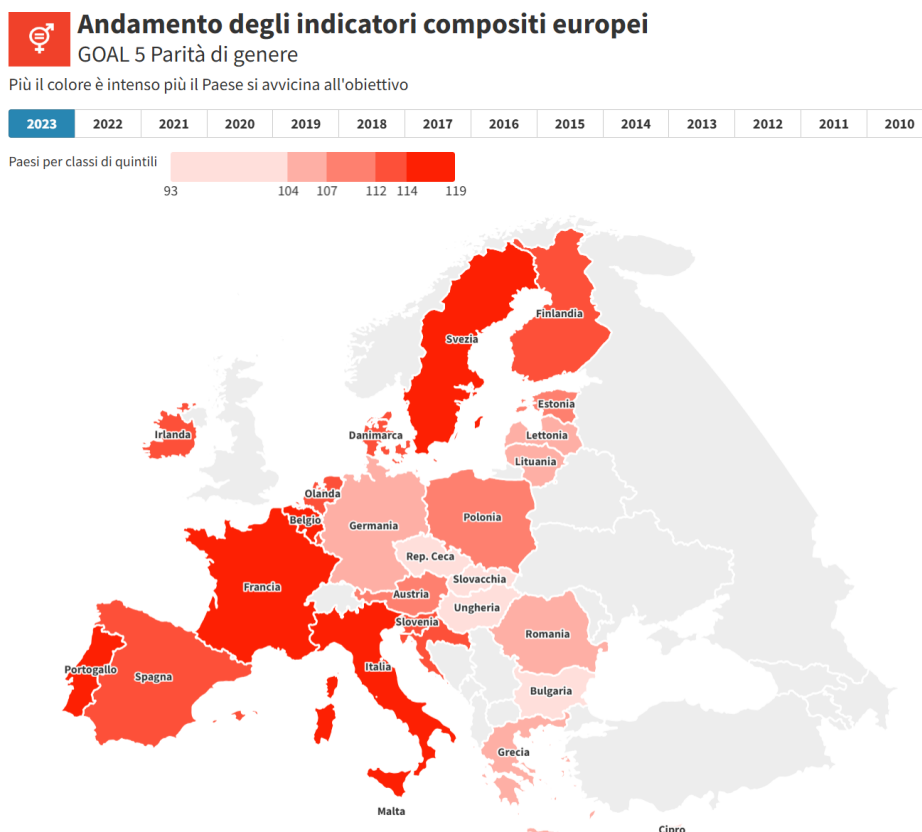 Andamento degli indicatori compositi europei
GOAL 5 Parità di genere
Più il colore è intenso più il Paese si avvicina all'obiettivo
2023 2022 2021 2020 2019 2018 2017 2016 2015 2014 2013 2012 2011 2010
Paesi per classi di quintili
93 104 107 112 114 119
Finlandia
Svezia
Estonia
Irlanda
Danimarca
Lettonia
Lituania
Olanda
Belgio
Germania
Polonia
Rep. Ceca
Slovacchia
Francia
Austria
Ungheria
Slovenia
Romania
Portogallo
Spagna
Italia
Bulgaria
Grecia
Malta
Cipro